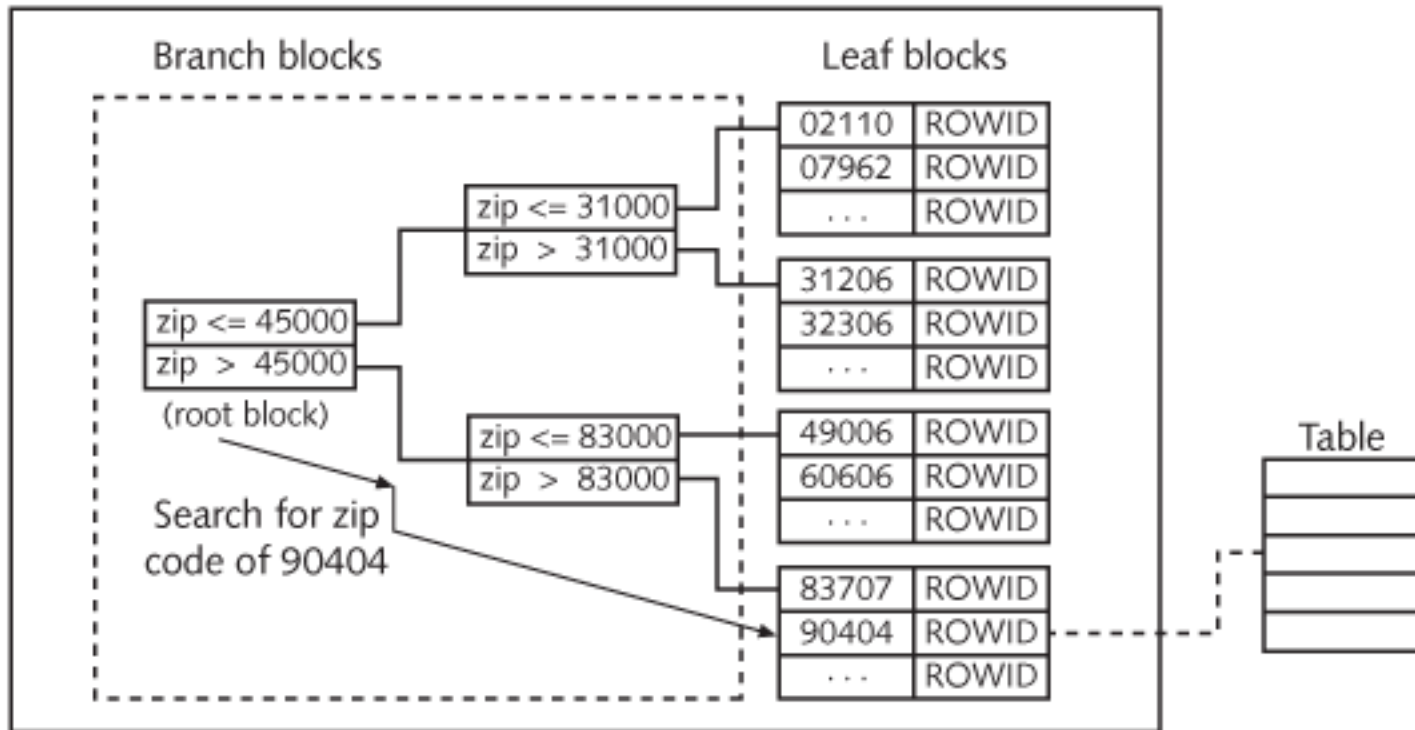 Branch blocks
Leaf blocks
zip <= 45000
zip > 45000
(root block)
Search for zip
code of 90404
zip <= 31000
zip > 31000
zip <= 83000
zip > 83000
02110 ROWID
07962 ROWID
... ROWID
31206 ROWID
32306 ROWID
... ROWID
49006 ROWID
60606 ROWID
... ROWID
83707 ROWID
90404 ROWID
... ROWID
Table